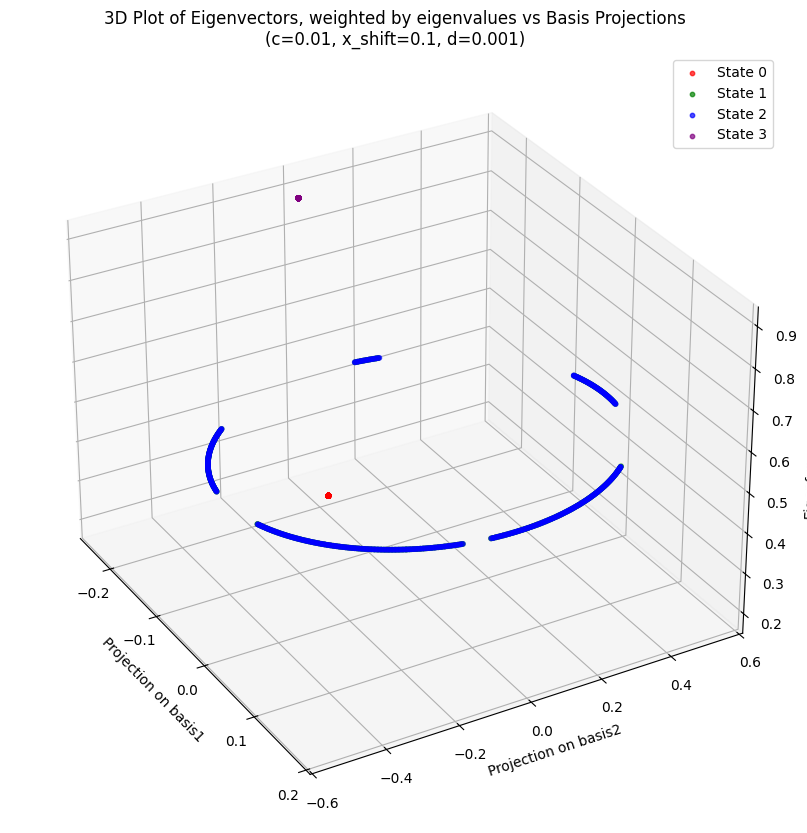 3D Plot of Eigenvectors, weighted by eigenvalues vs Basis Projections
(c=0.01, x_shift=0.1, d=0.001)
State 0
State 1
State 2
State 3
0.9
0.8
0.7
0.6
0.5
0.4
0.3
0.2
−0.2
−0.1
0.0
0.1
0.2
Projection on basis1
−0.6
−0.4
−0.2
0.0
0.2
0.4
0.6
Projection on basis2